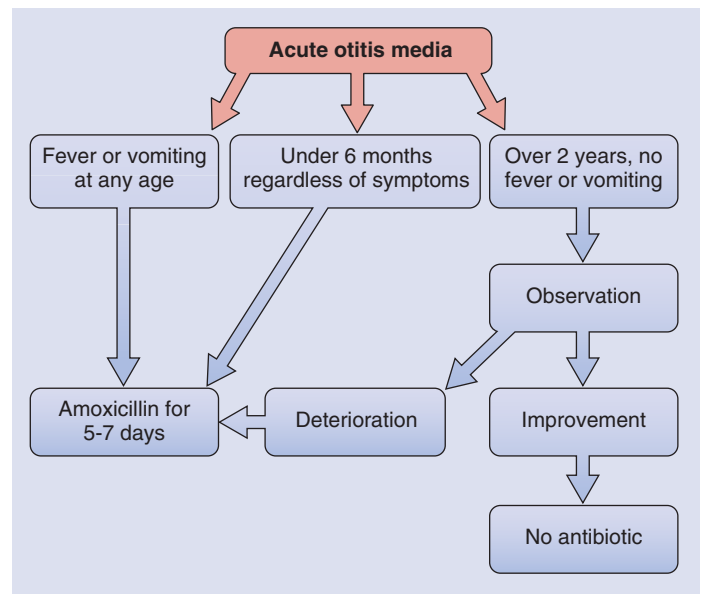 Acute otitis media
Fever or vomiting
at any age
Under 6 months
regardless of symptoms
Over 2 years, no
fever or vomiting
Observation
Amoxicillin for
5-7 days
Deterioration
Improvement
No antibiotic